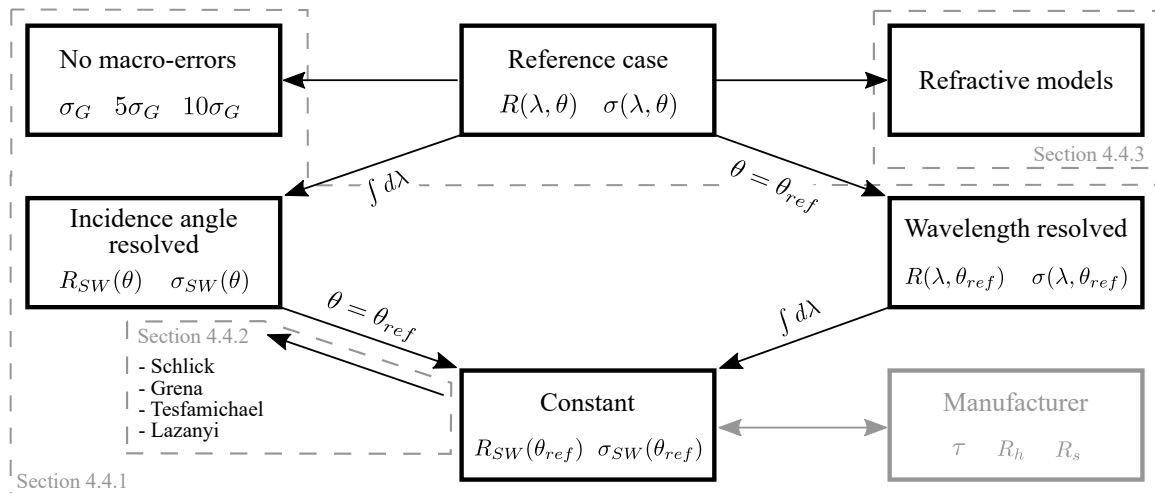 No macro-errors
σ_G 5σ_G 10σ_G
Reference case
R(λ, θ) σ(λ, θ)
Refractive models
Section 4.4.3
∫ dλ
θ = θ_ref
Incidence angle
resolved
R_SW(θ) σ_SW(θ)
Wavelength resolved
R(λ, θ_ref) σ(λ, θ_ref)
θ = θ_ref
∫ dλ
Section 4.4.2
- Schlick
- Grena
- Tesfamichael
- Lazanyi
Constant
R_SW(θ_ref) σ_SW(θ_ref)
Manufacturer
τ R_h R_s
Section 4.4.1